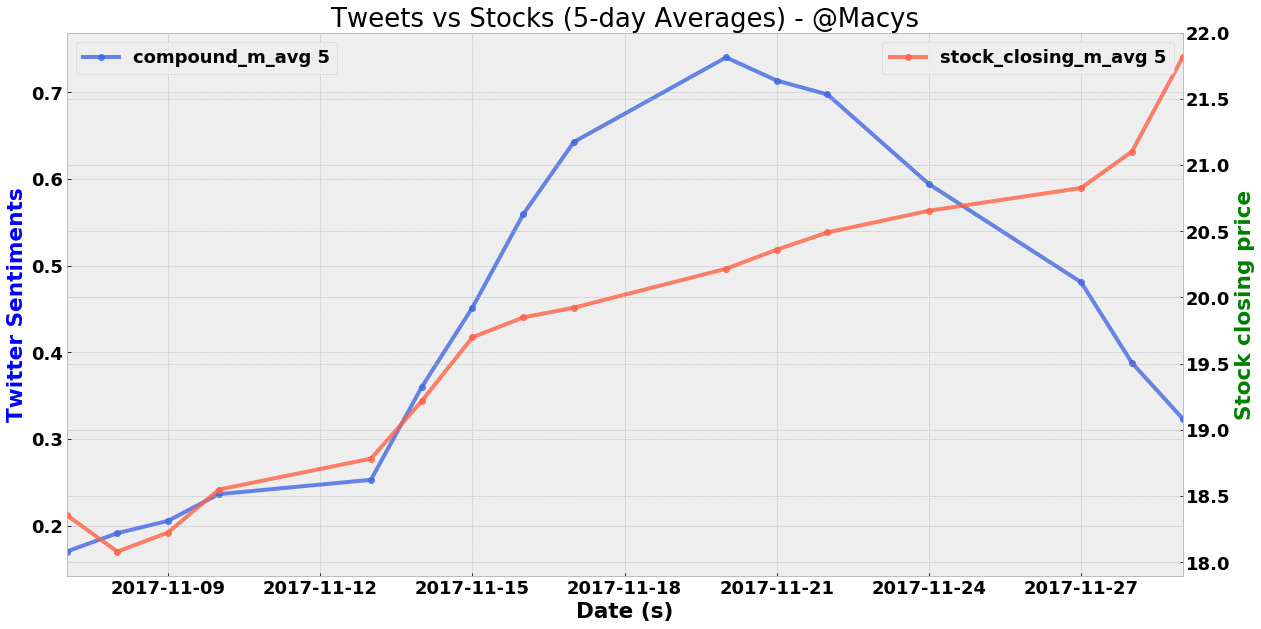 Tweets vs Stocks (5-day Averages) - @Macys
compound_m_avg 5
stock_closing_m_avg 5
Twitter Sentiments
0.7
0.6
0.5
0.4
0.3
0.2
22.0
21.5
21.0
20.5
20.0
19.5
19.0
18.5
18.0
Stock closing price
2017-11-09 2017-11-12 2017-11-15 2017-11-18 2017-11-21 2017-11-24 2017-11-27
Date (s)